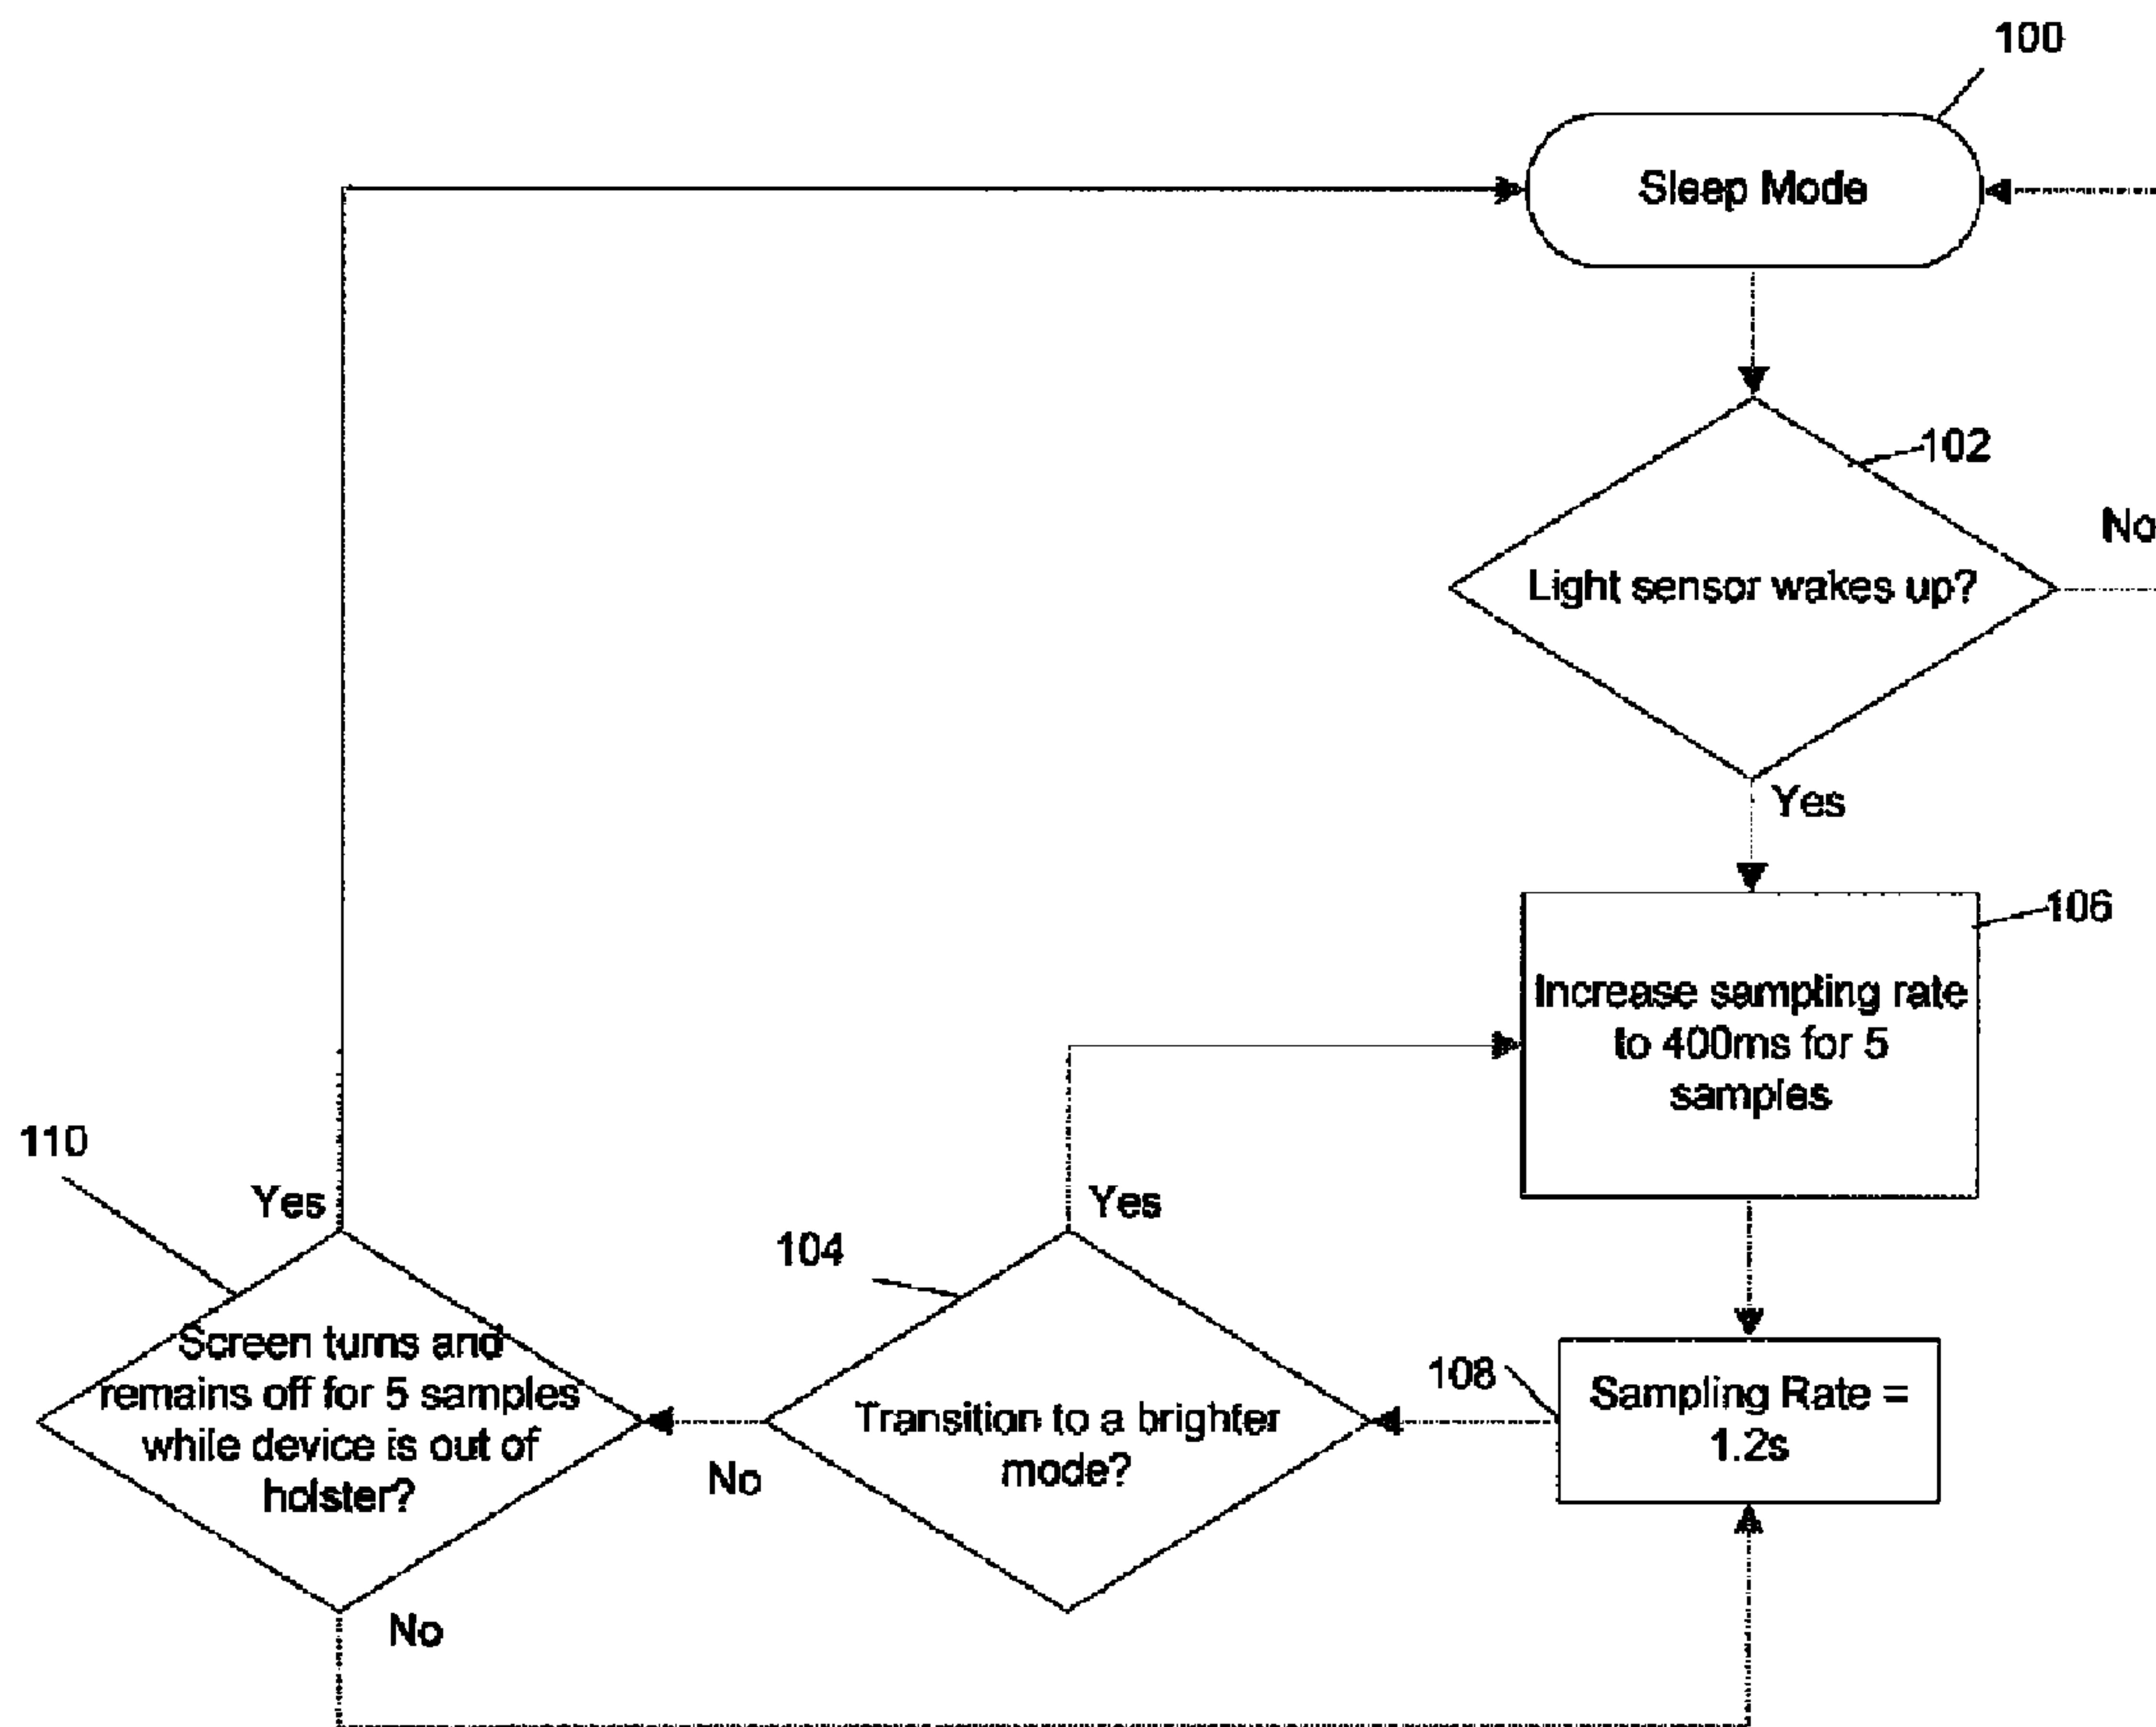 100
Sleep Mode
102
No
Light sensor wakes up?
Yes
106
Increase sampling rate
to 400ms for 5
samples
110
Yes
Yes
104
Screen turns and
remains off for 5 samples
while device is out of
holster?
Transition to a brighter
mode?
108
Sampling Rate =
1.2s
No
No